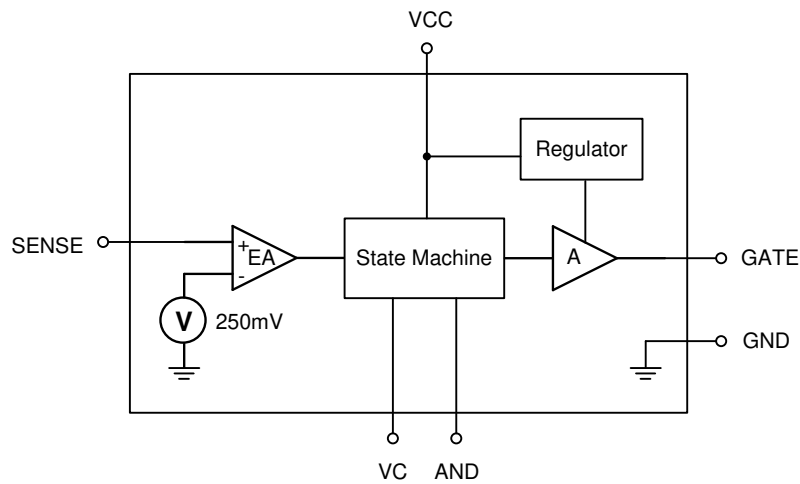 VCC
Regulator
SENSE
+
EA
-
State Machine
A
GATE
V
250mV
GND
VC
AND